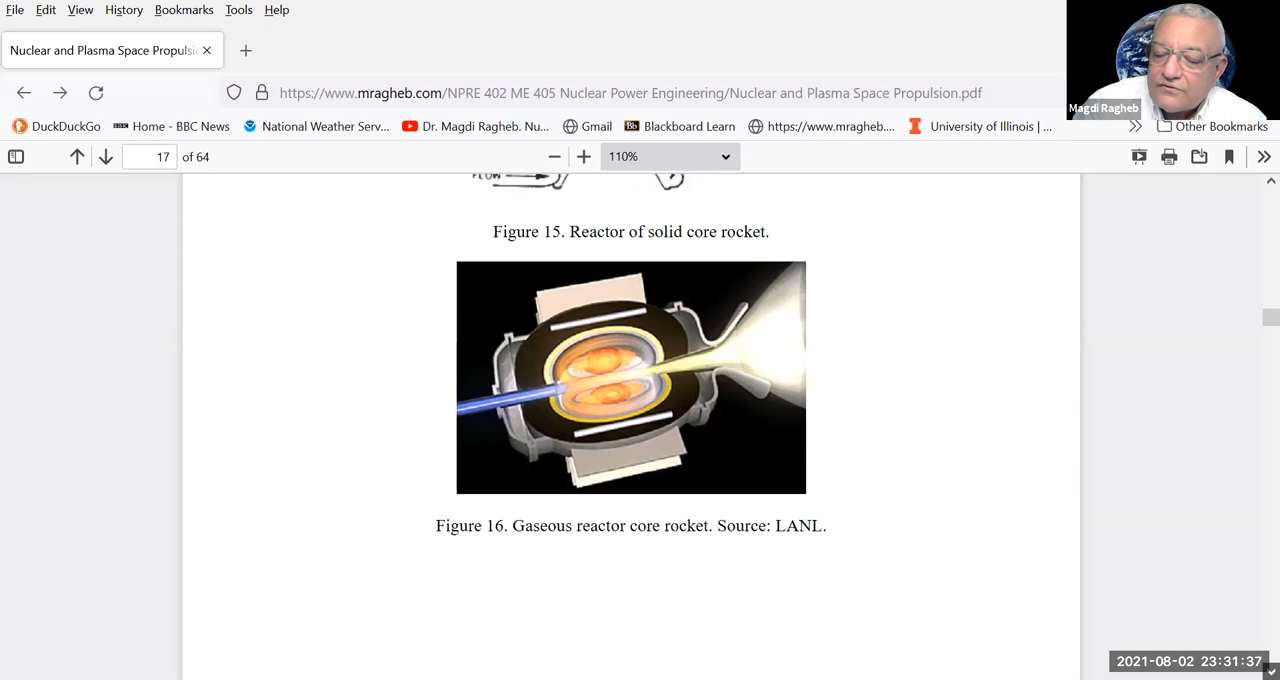 File Edit View History Bookmarks Tools Help
Nuclear and Plasma Space Propulsi
https://www.mragheb.com/NPRE 402 ME 405 Nuclear Power Engineering/Nuclear and Plasma Space Propulsion.pdf
DuckDuckGo BBC Home - BBC News National Weather Serv... Dr. Magdi Ragheb. Nu... Gmail Bb Blackboard Learn https://www.mragheb.... I University of Illinois | ... Other Bookmarks
17 of 64 110%
Magdi Ragheb
FLOW
Figure 15. Reactor of solid core rocket.
Figure 16. Gaseous reactor core rocket. Source: LANL.
2021-08-02 23:31:37